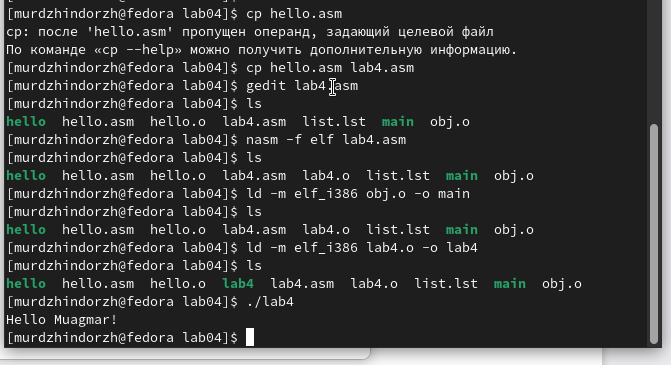 [murdzhindorzh@fedora lab04]$ cp hello.asm
cp: после 'hello.asm' пропущен операнд, задающий целевой файл
По команде «cp --help» можно получить дополнительную информацию.
[murdzhindorzh@fedora lab04]$ cp hello.asm lab4.asm
[murdzhindorzh@fedora lab04]$ gedit lab4.asm
[murdzhindorzh@fedora lab04]$ ls
hello  hello.asm  hello.o  lab4.asm  list.lst  main  obj.o
[murdzhindorzh@fedora lab04]$ nasm -f elf lab4.asm
[murdzhindorzh@fedora lab04]$ ls
hello  hello.asm  hello.o  lab4.asm  lab4.o  list.lst  main  obj.o
[murdzhindorzh@fedora lab04]$ ld -m elf_i386 obj.o -o main
[murdzhindorzh@fedora lab04]$ ls
hello  hello.asm  hello.o  lab4.asm  lab4.o  list.lst  main  obj.o
[murdzhindorzh@fedora lab04]$ ld -m elf_i386 lab4.o -o lab4
[murdzhindorzh@fedora lab04]$ ls
hello  hello.asm  hello.o  lab4  lab4.asm  lab4.o  list.lst  main  obj.o
[murdzhindorzh@fedora lab04]$ ./lab4
Hello Muagmar!
[murdzhindorzh@fedora lab04]$